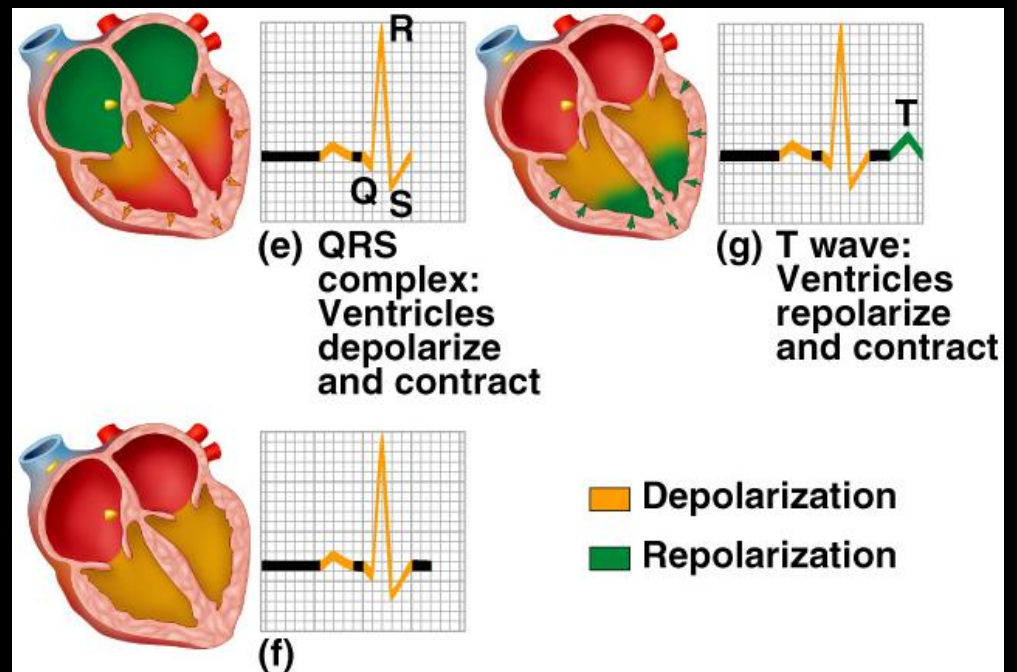 R
Q
S
(e) QRS
complex:
Ventricles
depolarize
and contract
T
(g) T wave:
Ventricles
repolarize
and contract
(f)
Depolarization
Repolarization